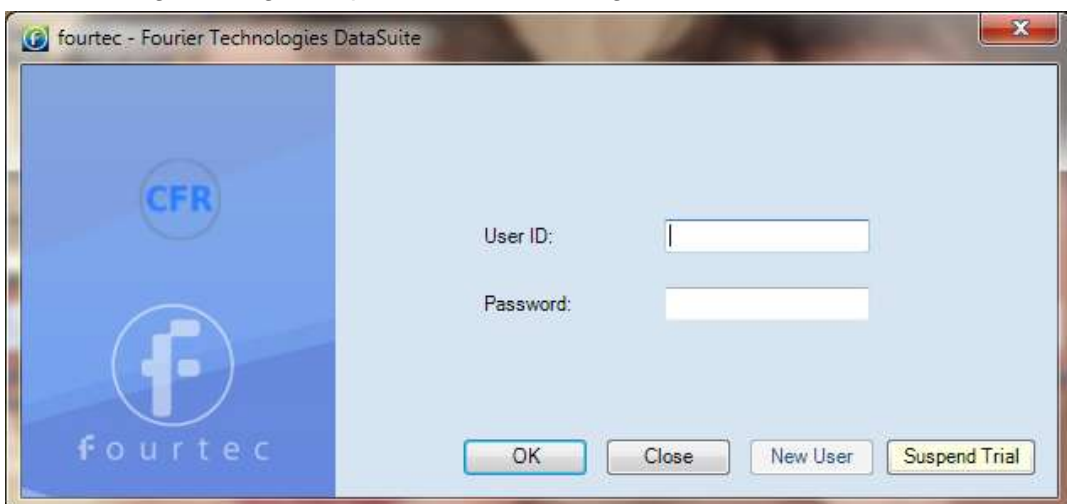 fourtec - Fourier Technologies DataSuite
x
CFR
User ID:
Password:
f
fourtec
OK Close New User Suspend Trial